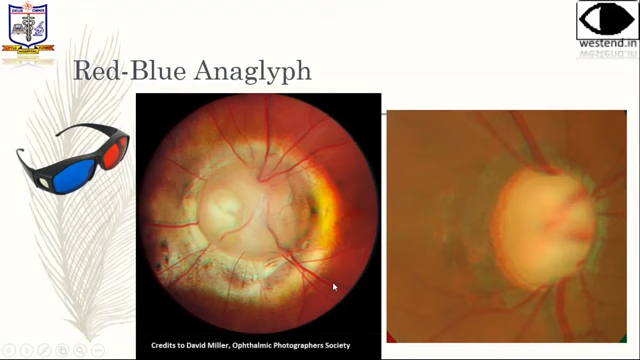 westend.in
Red-Blue Anaglyph
Credits to David Miller, Ophthalmic Photographers Society